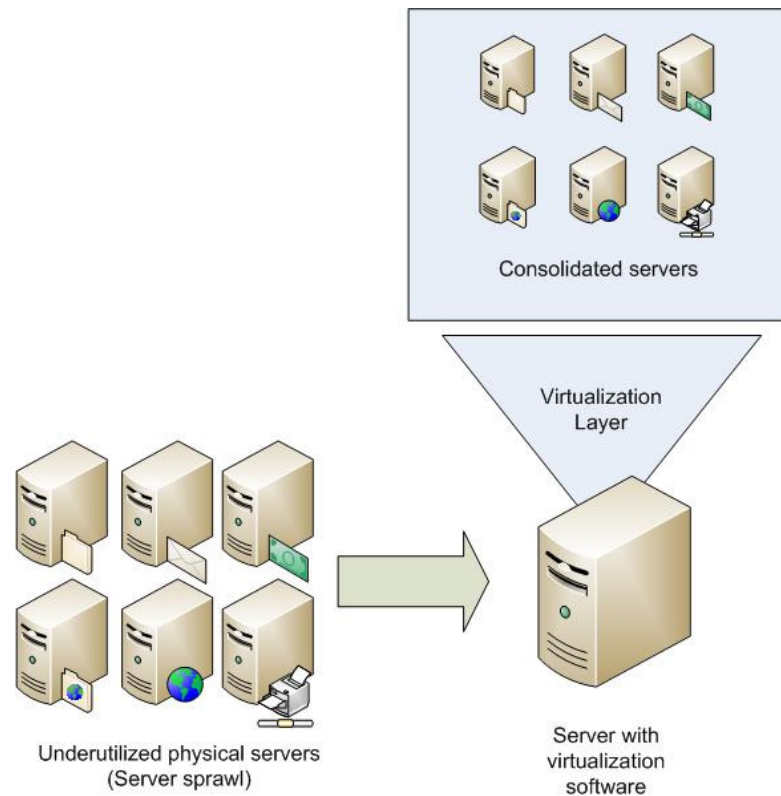 Consolidated servers
Virtualization
Layer
Underutilized physical servers
(Server sprawl)
Server with
virtualization
software